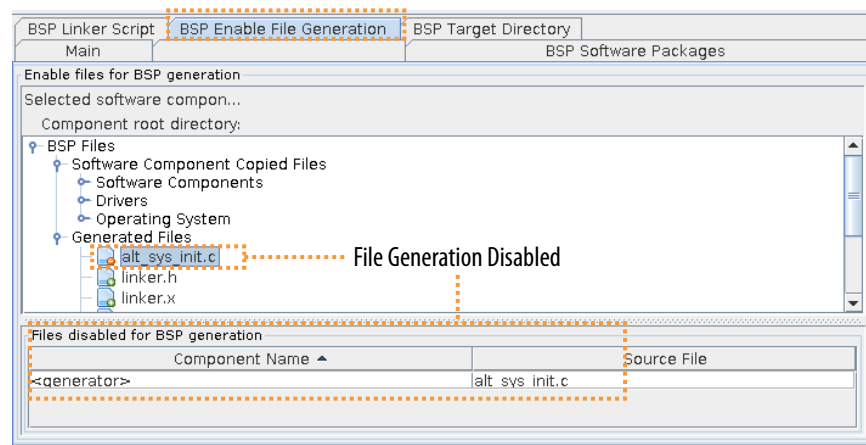 BSP Linker Script BSP Enable File Generation BSP Target Directory
Main BSP Software Packages
Enable files for BSP generation
Selected software compon...
Component root directory:
BSP Files
Software Component Copied Files
Software Components
Drivers
Operating System
Generated Files
alt_sys_init.c File Generation Disabled
linker.h
linker.x
Files disabled for BSP generation
Component Name Source File
<generator> alt_sys_init.c